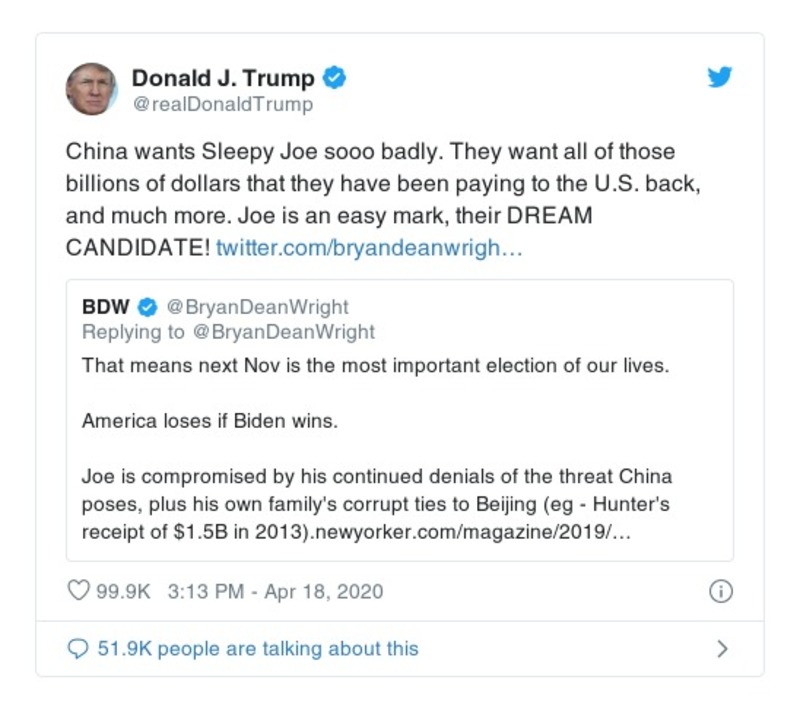 Donald J. Trump
@realDonaldTrump
China wants Sleepy Joe sooo badly. They want all of those
billions of dollars that they have been paying to the U.S. back,
and much more. Joe is an easy mark, their DREAM
CANDIDATE! twitter.com/bryandeanwrigh…
BDW @BryanDeanWright
Replying to @BryanDeanWright
That means next Nov is the most important election of our lives.
America loses if Biden wins.
Joe is compromised by his continued denials of the threat China
poses, plus his own family's corrupt ties to Beijing (eg - Hunter's
receipt of $1.5B in 2013).newyorker.com/magazine/2019/…
99.9K 3:13 PM - Apr 18, 2020
51.9K people are talking about this